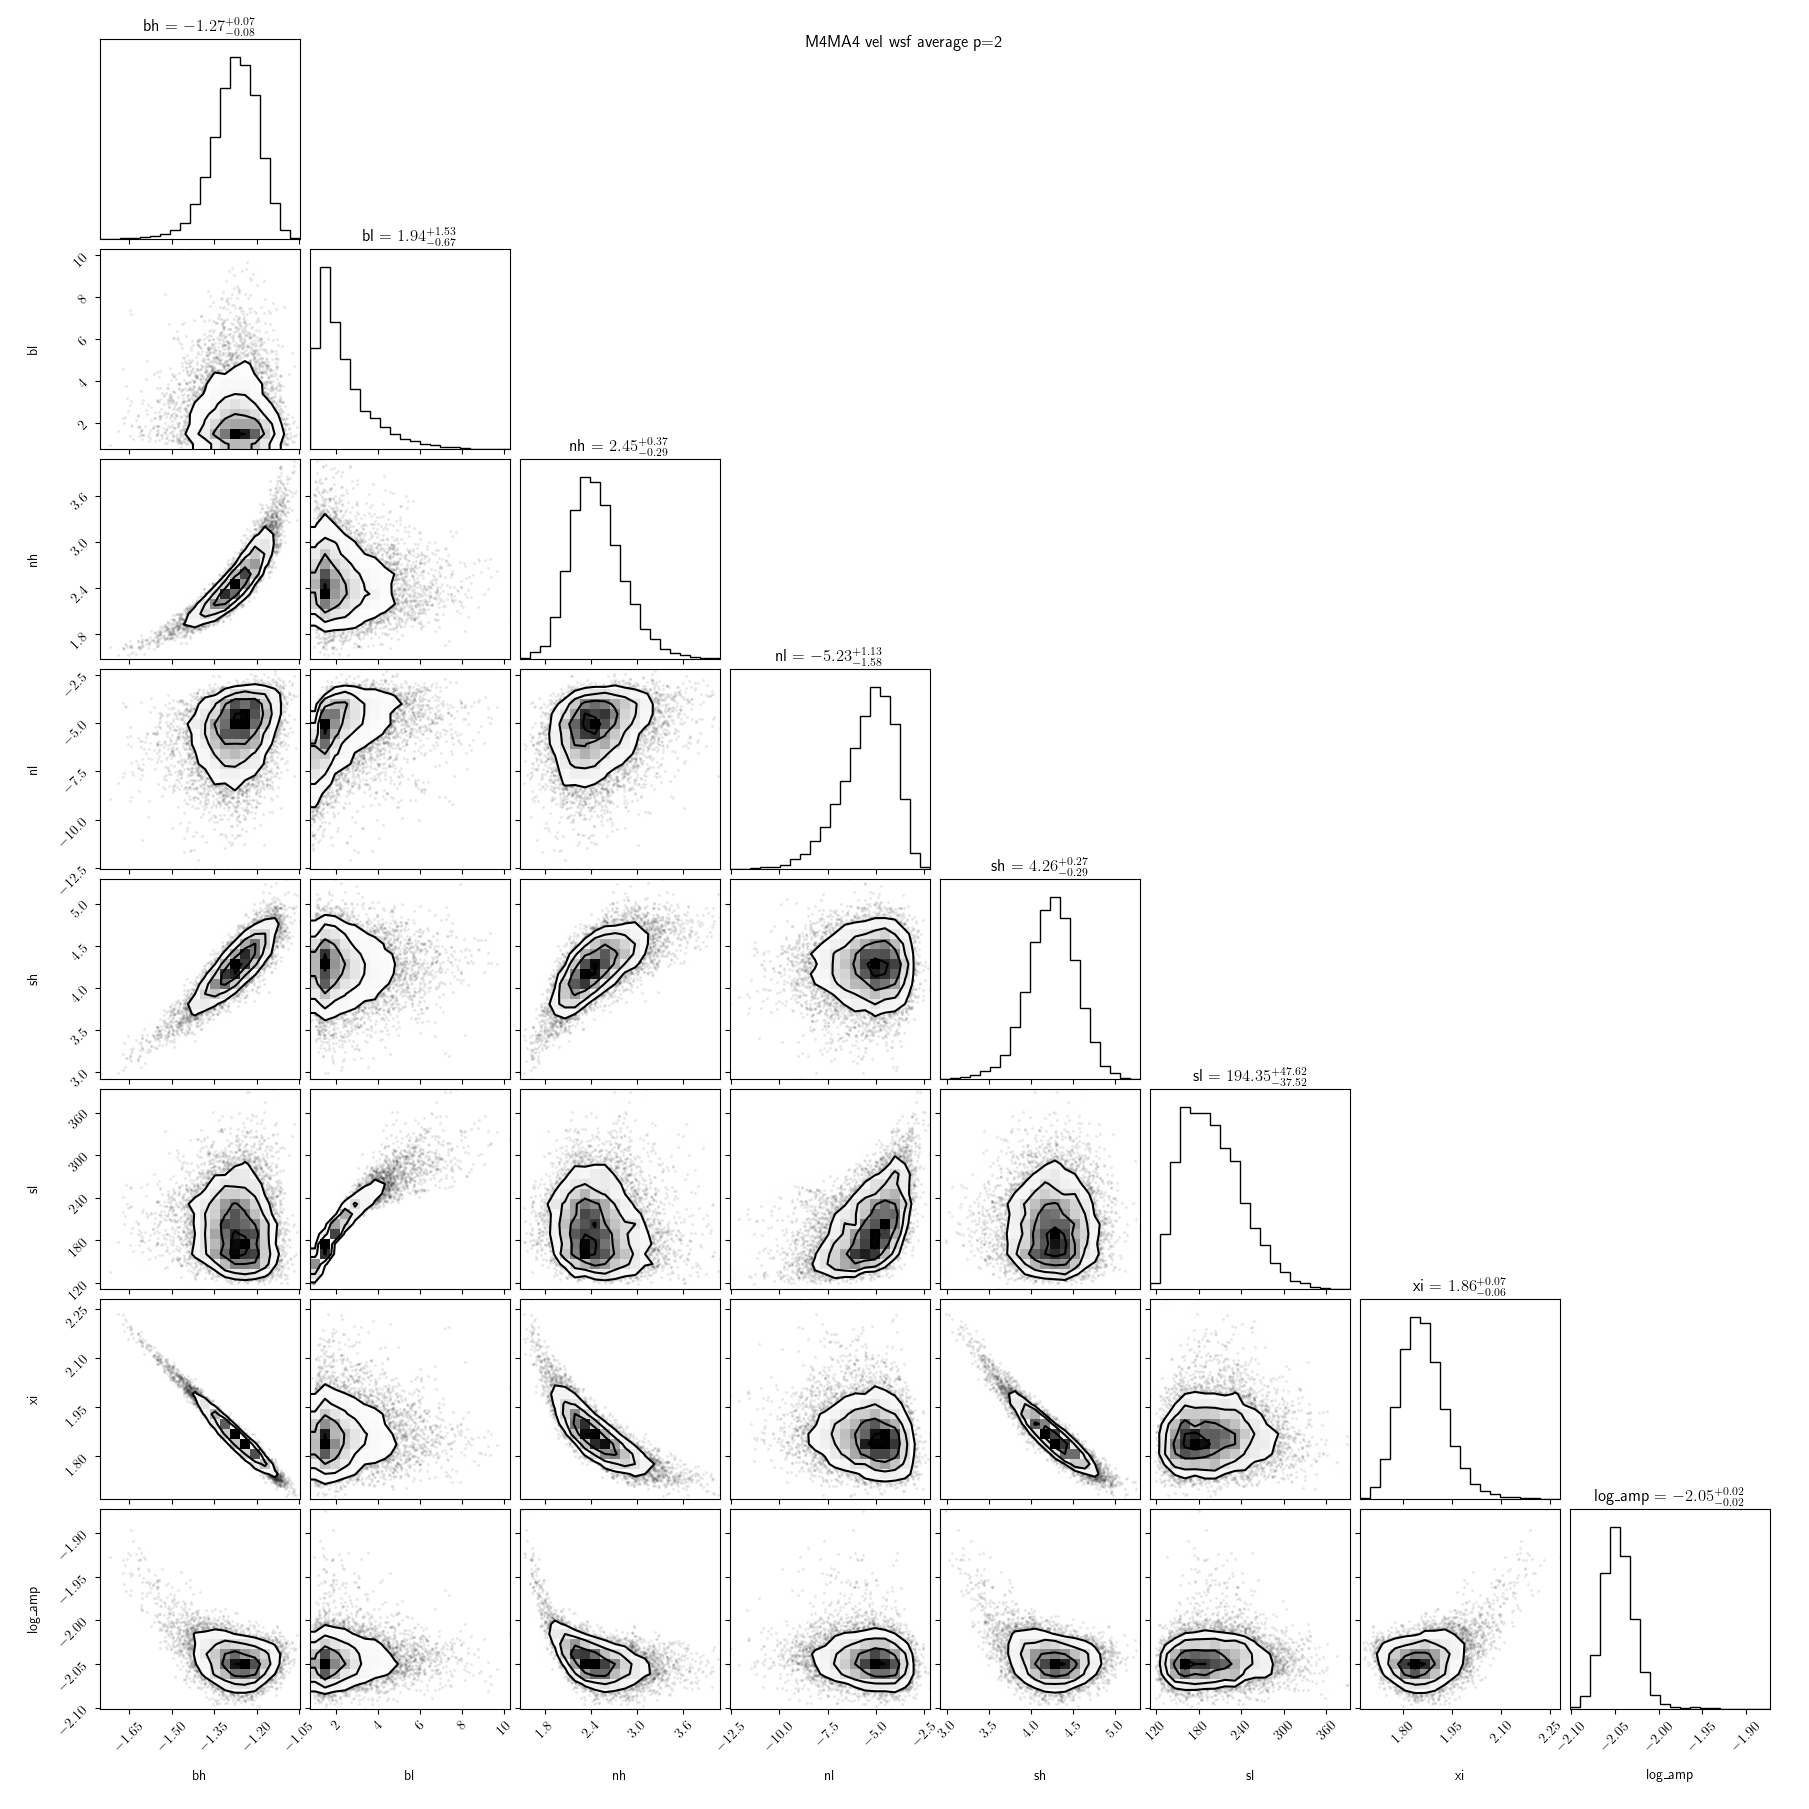 M4MA4 vel wsf average p=2
bh = −1.27+0.07−0.08
bl = 1.94+1.53−0.67
10
8
6
4
2
bl
nh = 2.45+0.37−0.29
3.6
3.0
2.4
1.8
nh
nl = −5.23+1.13−1.58
−2.5
−5.0
−7.5
−10.0
−12.5
nl
sh = 4.26+0.27−0.29
5.0
4.5
4.0
3.5
3.0
sh
sl = 194.35+47.62−37.52
360
300
240
180
120
sl
xi = 1.86+0.07−0.06
2.25
2.10
1.95
1.80
xi
log_amp = −2.05+0.02−0.02
−1.90
−1.95
−2.00
−2.05
−2.10
log_amp
−1.65 −1.50 −1.35 −1.20 −1.05
2 4 6 8 10
1.8 2.4 3.0 3.6
−12.5 −10.0 −7.5 −5.0 −2.5
3.0 3.5 4.0 4.5 5.0
120 180 240 300 360
1.80 1.95 2.10 2.25
−2.10 −2.05 −2.00 −1.95 −1.90
bh bl nh nl sh sl xi log_amp